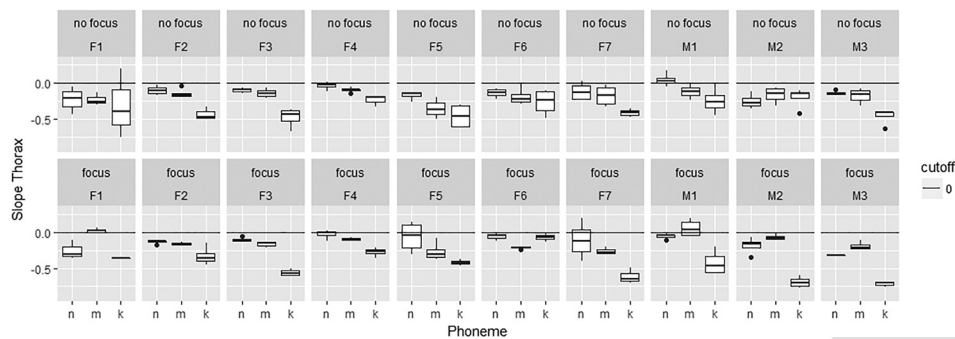 no focus no focus no focus no focus no focus no focus no focus no focus no focus no focus
F1 F2 F3 F4 F5 F6 F7 M1 M2 M3
0.0
-0.5
focus focus focus focus focus focus focus focus focus focus
F1 F2 F3 F4 F5 F6 F7 M1 M2 M3
0.0
-0.5
n m k n m k n m k n m k n m k n m k n m k n m k n m k n m k
Phoneme
Slope Thorax
cutoff
0